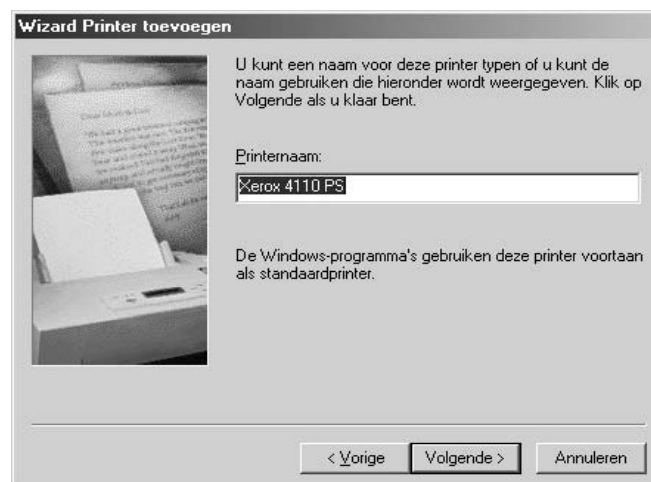 Wizard Printer toevoegen
U kunt een naam voor deze printer typen of u kunt de
naam gebruiken die hieronder wordt weergegeven. Klik op
Volgende als u klaar bent.
Printernaam:
Xerox 4110 PS
De Windows-programma's gebruiken deze printer voortaan
als standaardprinter.
< Vorige
Volgende >
Annuleren